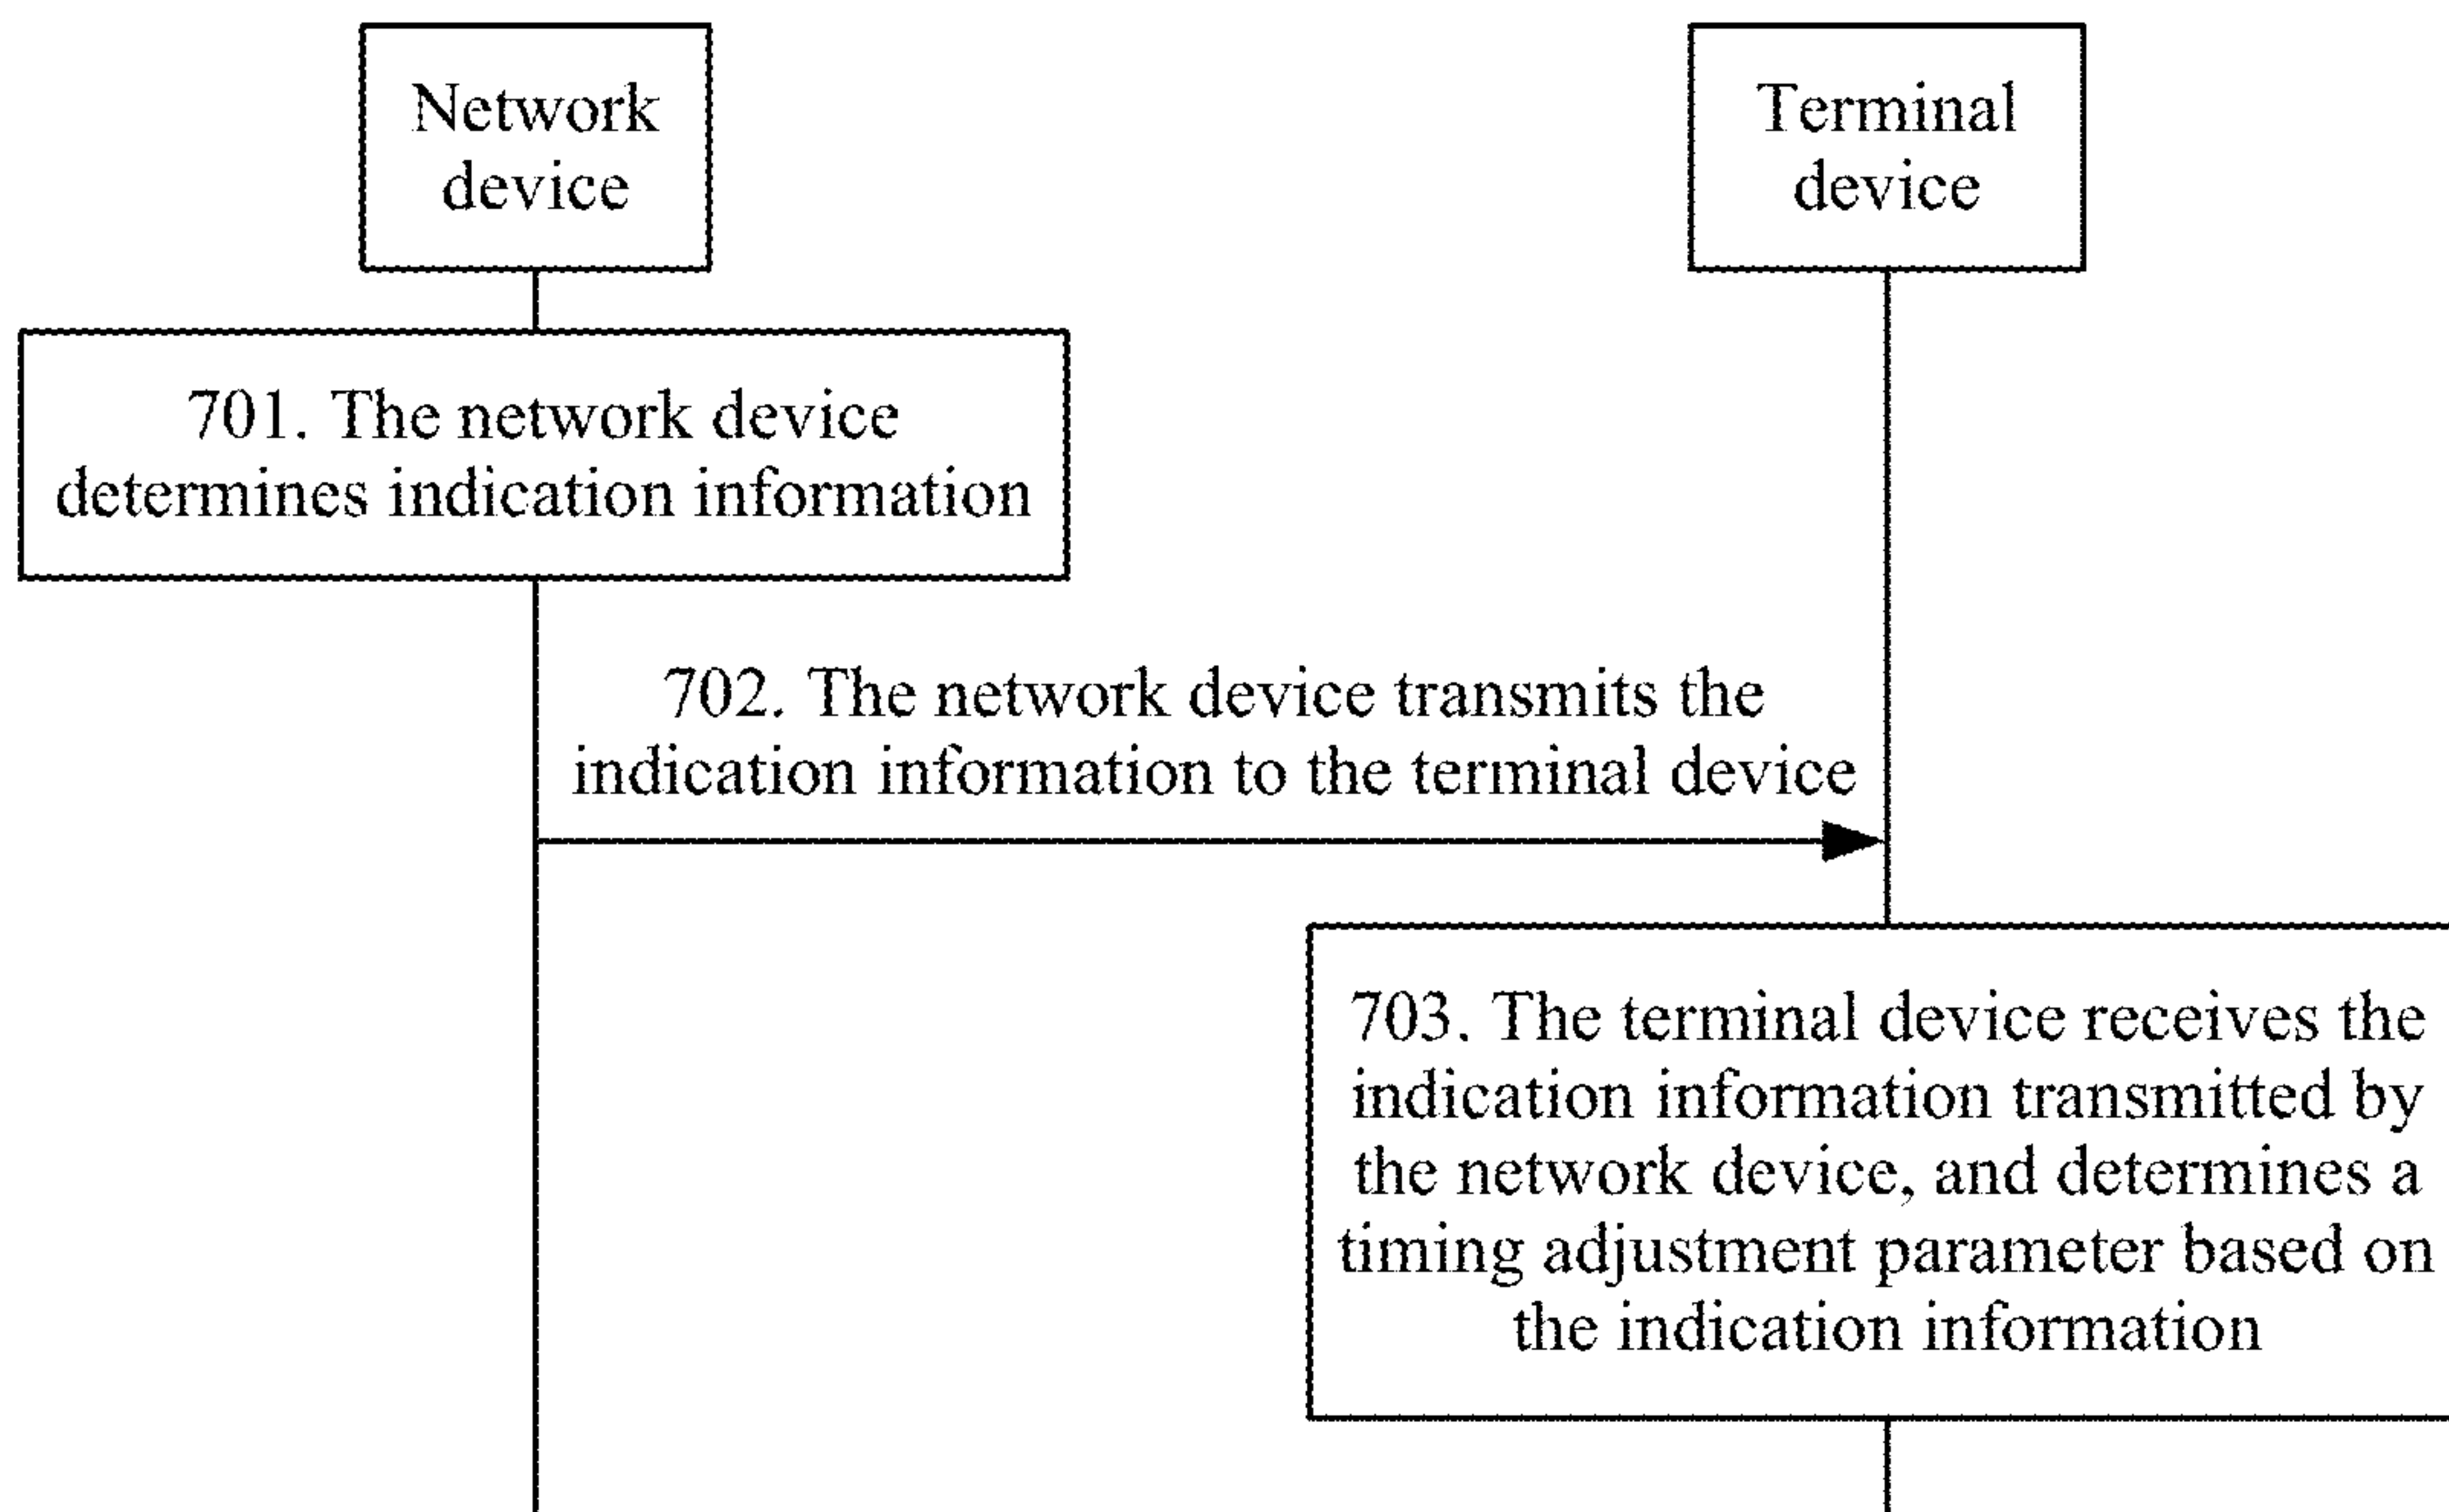 Network
device
Terminal
device
701. The network device
determines indication information
702. The network device transmits the
indication information to the terminal device
703. The terminal device receives the
indication information transmitted by
the network device, and determines a
timing adjustment parameter based on
the indication information